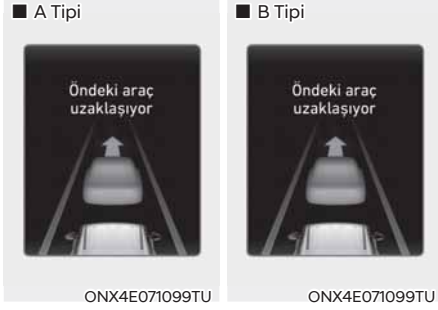 ■ A Tipi
Öndeki araç
uzaklaşıyor
ONX4E071099TU
■ B Tipi
Öndeki araç
uzaklaşıyor
ONX4E071099TU